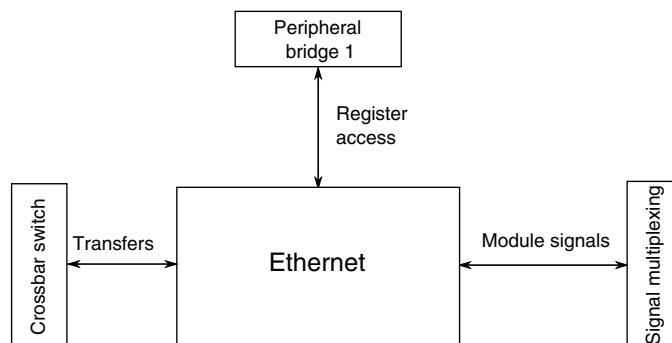 Peripheral
bridge 1
Register
access
Crossbar switch
Transfers
Ethernet
Module signals
Signal multiplexing